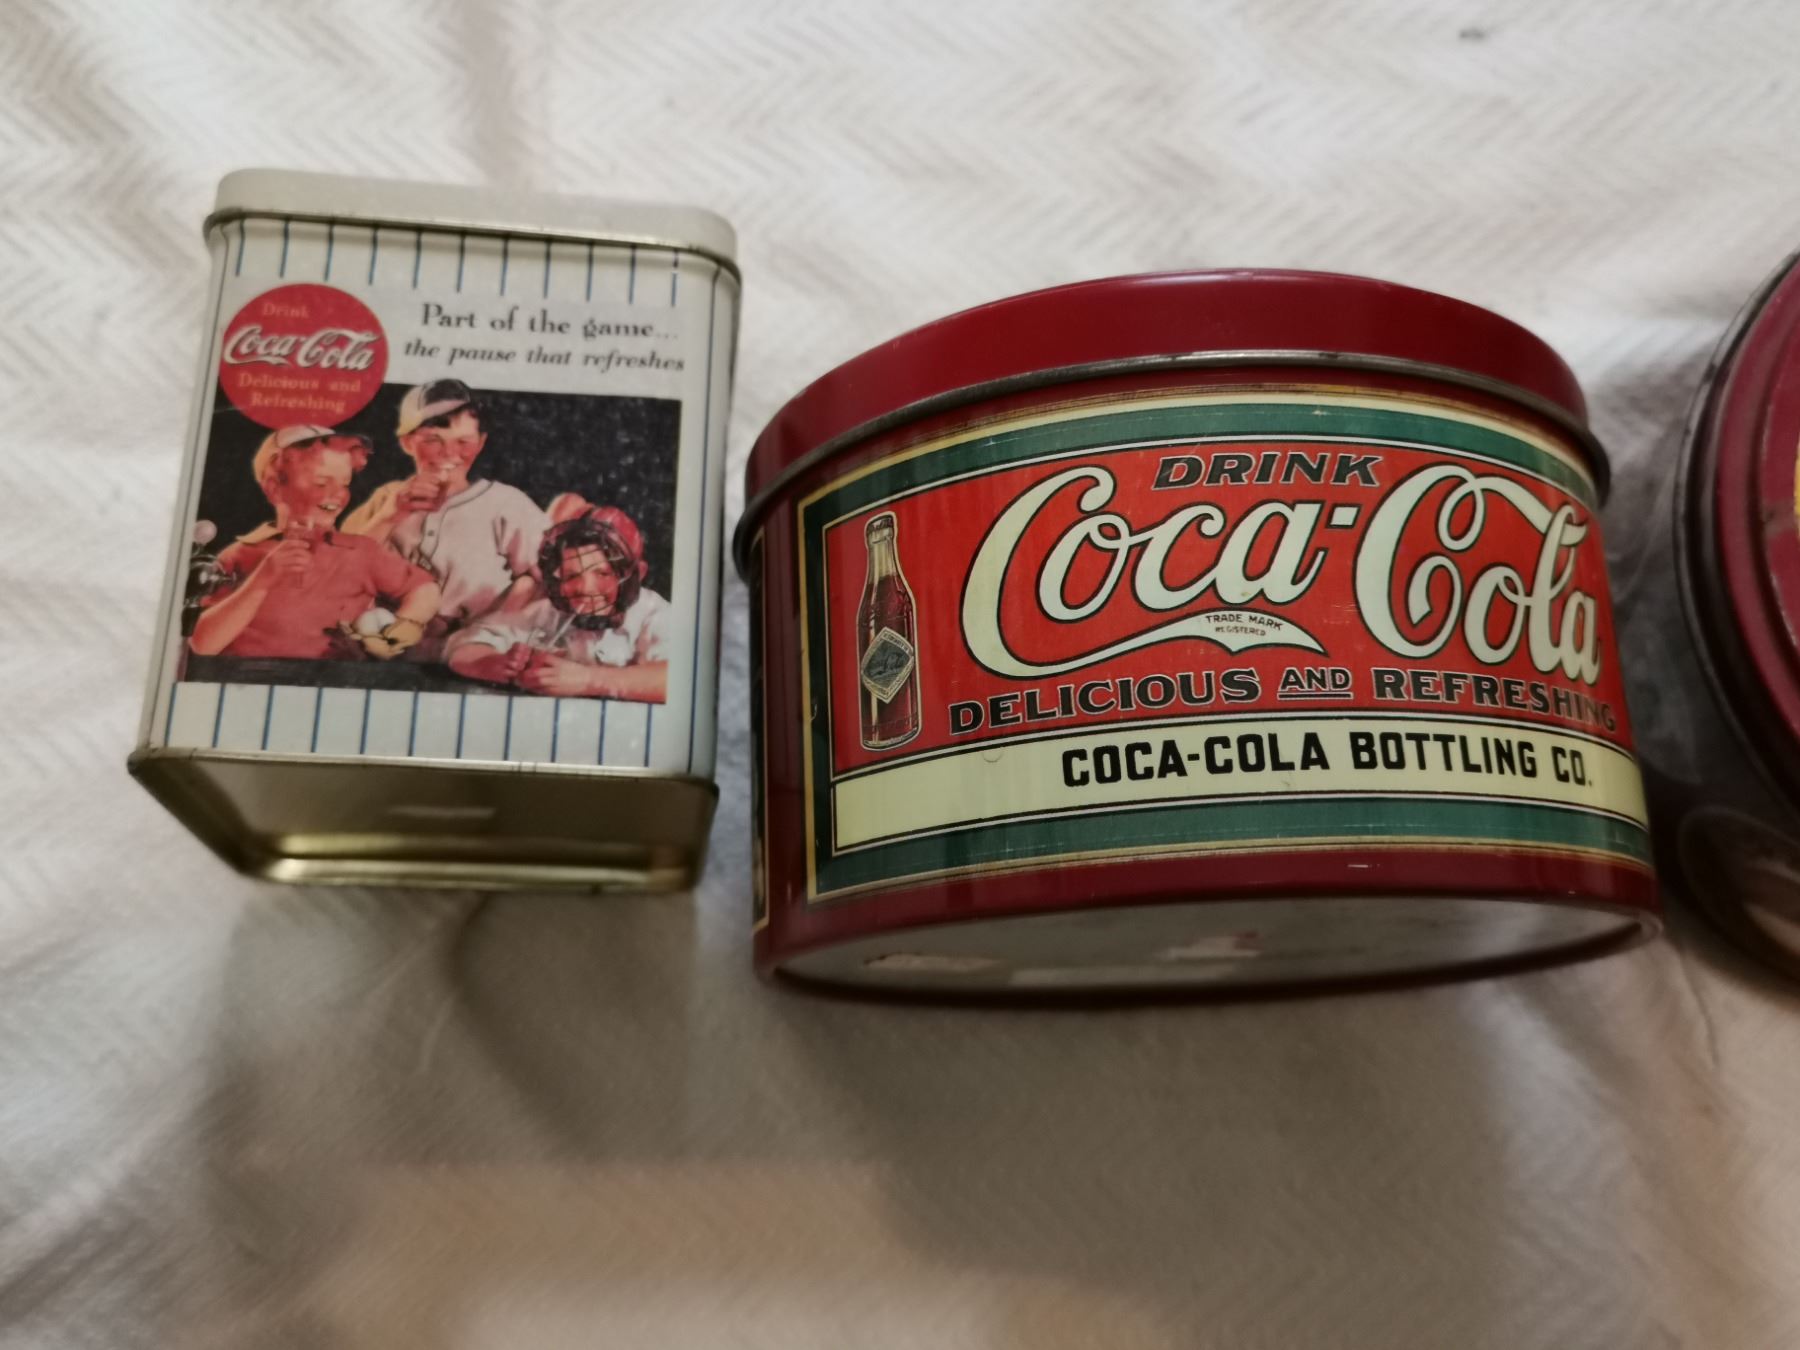 Drink
Coca-Cola
Delicious and
Refreshing
Part of the game...
the pause that refreshes
DRINK
Coca-Cola
TRADE MARK
REGISTERED
DELICIOUS AND REFRESHING
COCA-COLA BOTTLING CO.